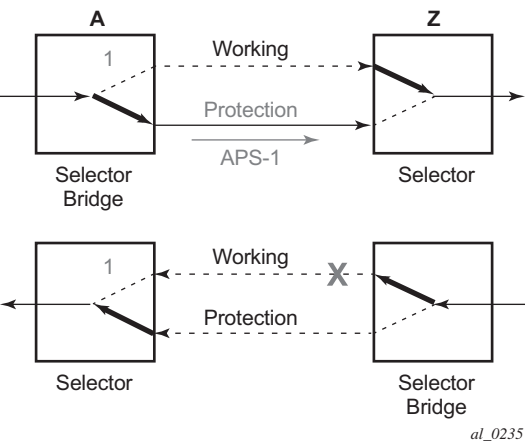 A
Z
1
Working
Protection
APS-1
Selector
Bridge
Selector
1
Working
X
Protection
Selector
Selector
Bridge
al_0235